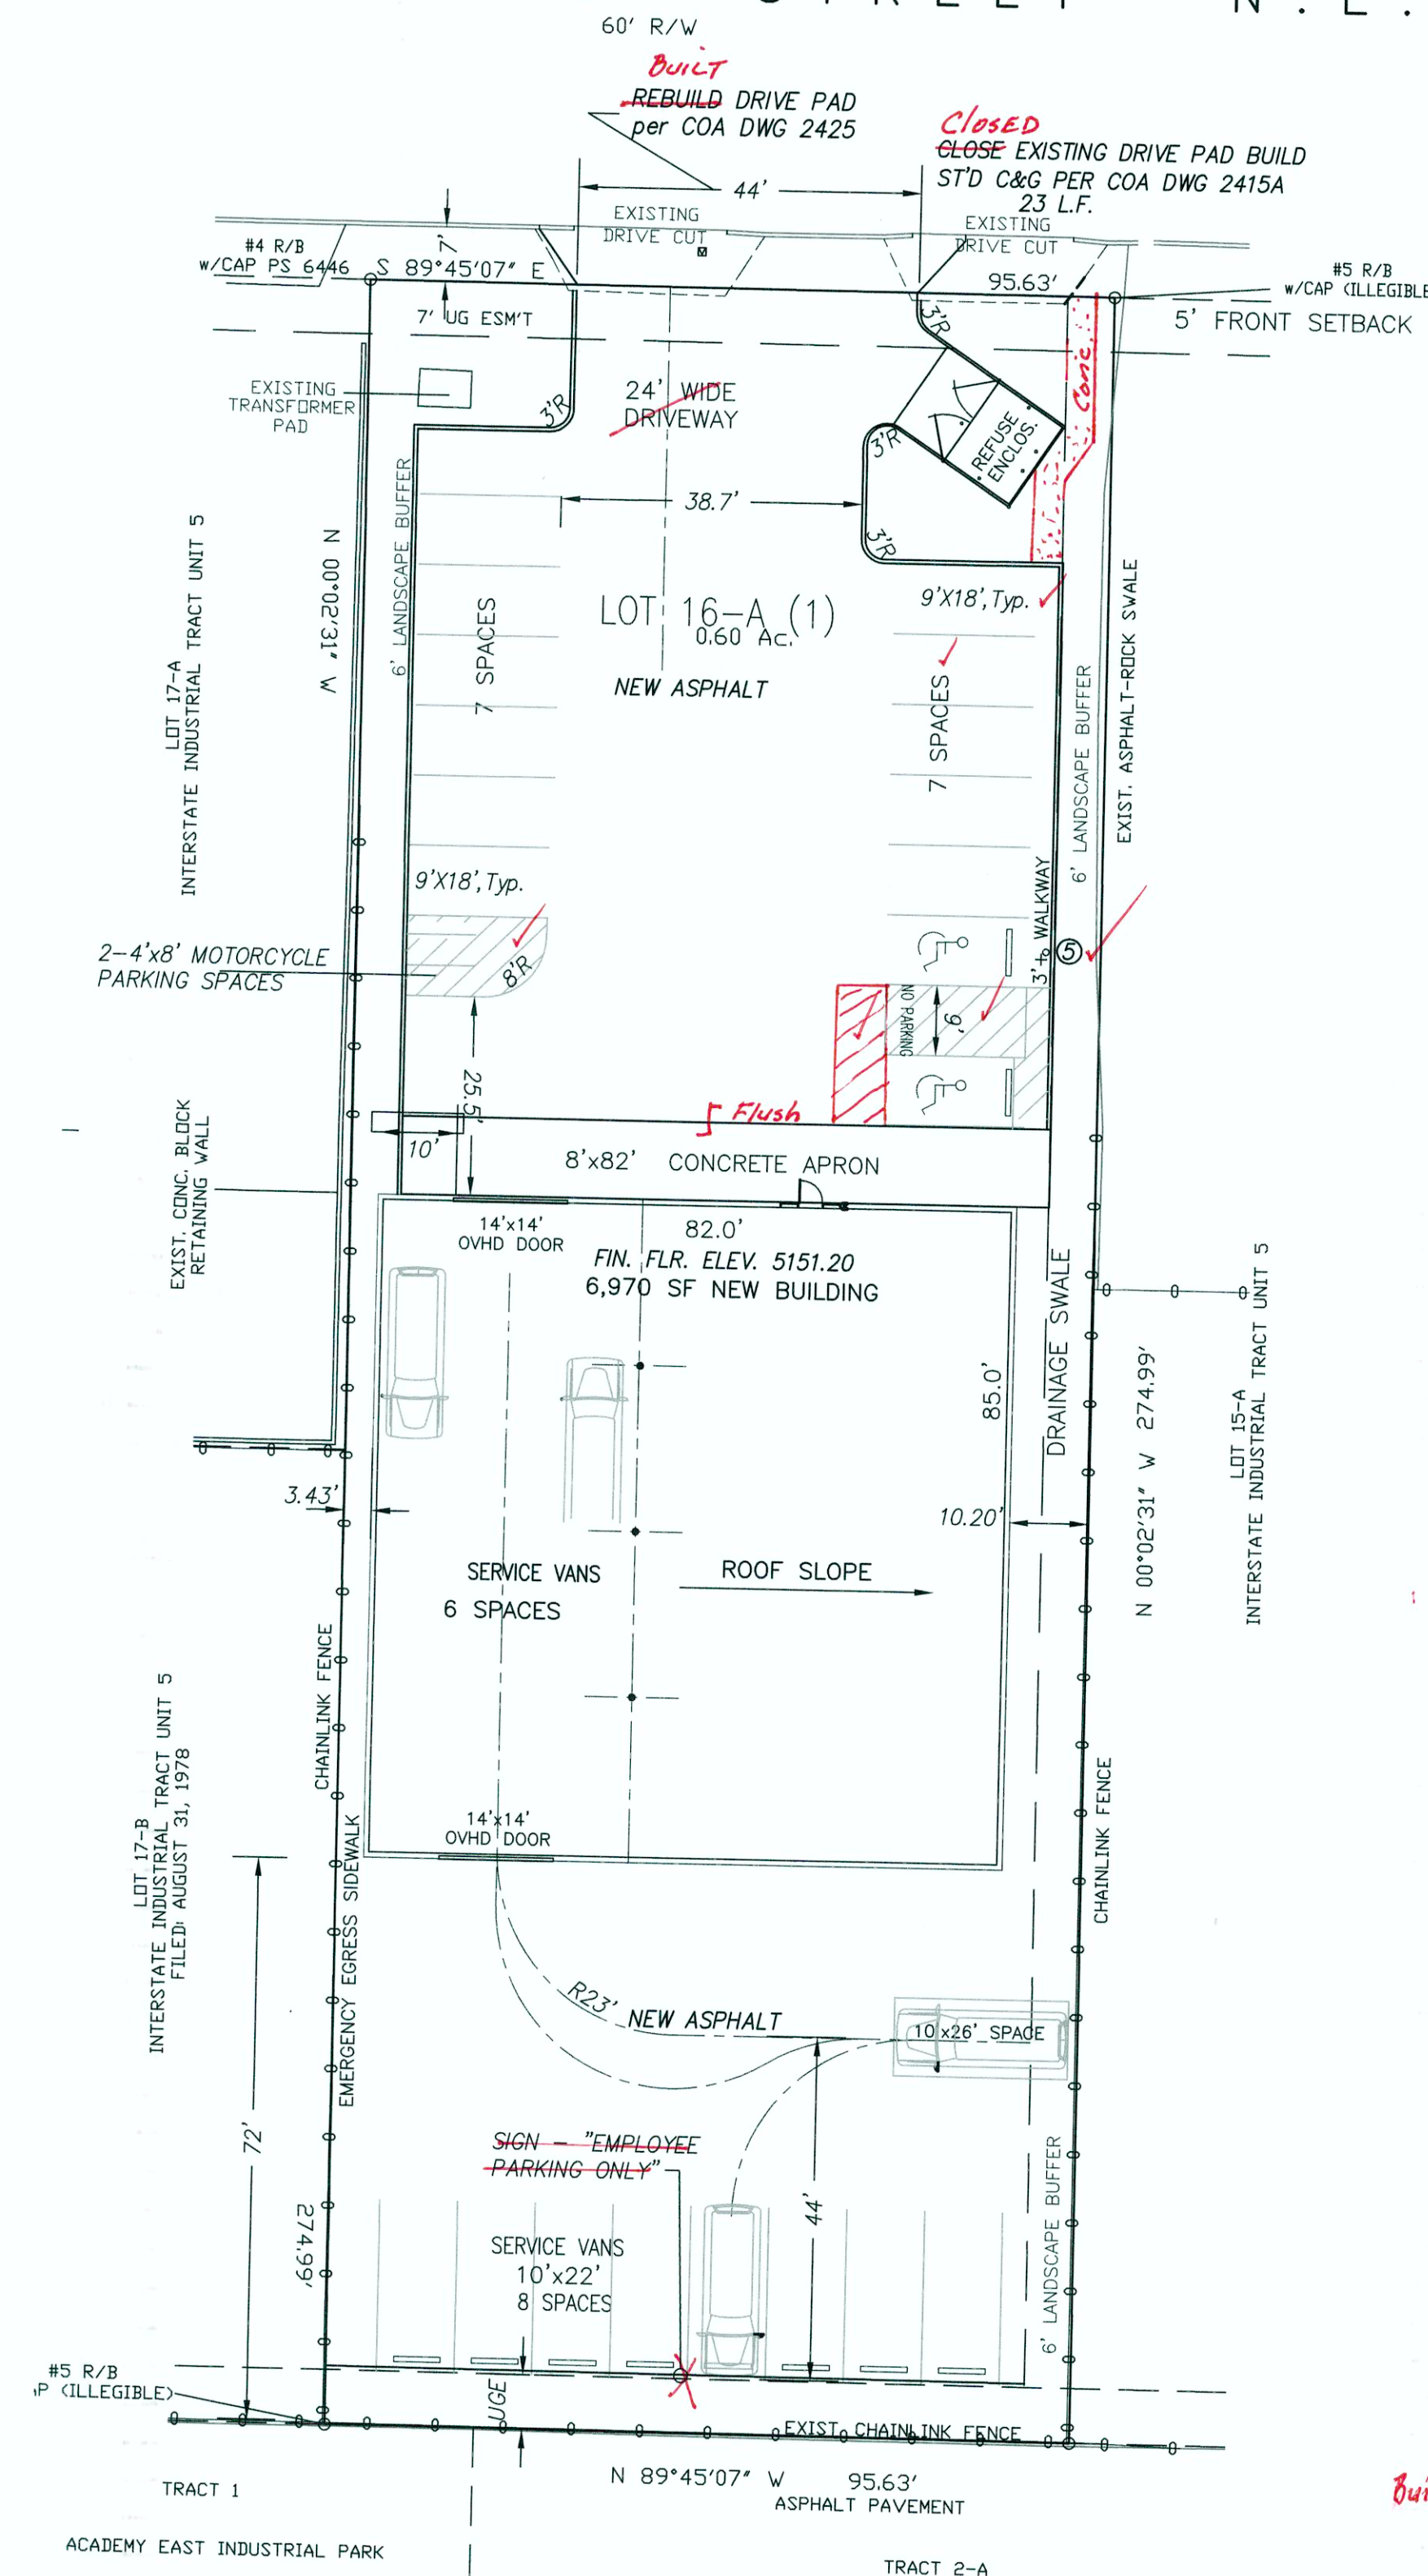 STREET N.E.
60' R/W
BUILT
REBUILD DRIVE PAD
per COA DWG 2425
CLOSED
CLOSE EXISTING DRIVE PAD BUILD
ST'D C&G PER COA DWG 2415A
23 L.F.
44'
EXISTING
DRIVE CUT
EXISTING
DRIVE CUT
7'
#4 R/B
w/CAP PS 6446
S 89°45'07" E
95.63'
#5 R/B
w/CAP (ILLEGIBLE
5' FRONT SETBACK
7' UG ESM'T
EXISTING
TRANSFORMER
PAD
3'R
24' WIDE
DRIVEWAY
3'R
3'R
REFUSE
ENCLOS.
Conc.
38.7'
3'R
6' LANDSCAPE BUFFER
N 00°02'31" W
LOT 17-A
INTERSTATE INDUSTRIAL TRACT UNIT 5
7 SPACES
LOT 16-A (1)
0.60 Ac.
NEW ASPHALT
9'X18', Typ.
7 SPACES
6' LANDSCAPE BUFFER
EXIST. ASPHALT-ROCK SWALE
9'X18', Typ.
2-4'x8' MOTORCYCLE
PARKING SPACES
8'R
3' to WALKWAY
5
NO PARKING
9'
25.5'
Flush
10'
8'x82' CONCRETE APRON
EXIST. CONC. BLOCK
RETAINING WALL
14'x14'
OVHD DOOR
82.0'
FIN. FLR. ELEV. 5151.20
6,970 SF NEW BUILDING
85.0'
DRAINAGE SWALE
N 00°02'31" W 274.99'
LOT 15-A
INTERSTATE INDUSTRIAL TRACT UNIT 5
3.43'
10.20'
SERVICE VANS
6 SPACES
ROOF SLOPE
CHAINLINK FENCE
LOT 17-B
INTERSTATE INDUSTRIAL TRACT UNIT 5
FILED: AUGUST 31, 1978
14'x14'
OVHD DOOR
CHAINLINK FENCE
EMERGENCY EGRESS SIDEWALK
R23'
NEW ASPHALT
10'x26' SPACE
72'
SIGN - "EMPLOYEE
PARKING ONLY"
44'
6' LANDSCAPE BUFFER
274.99'
SERVICE VANS
10'x22'
8 SPACES
#5 R/B
(ILLEGIBLE)
UGE
EXIST. CHAINLINK FENCE
N 89°45'07" W 95.63'
ASPHALT PAVEMENT
TRACT 1
ACADEMY EAST INDUSTRIAL PARK
TRACT 2-A